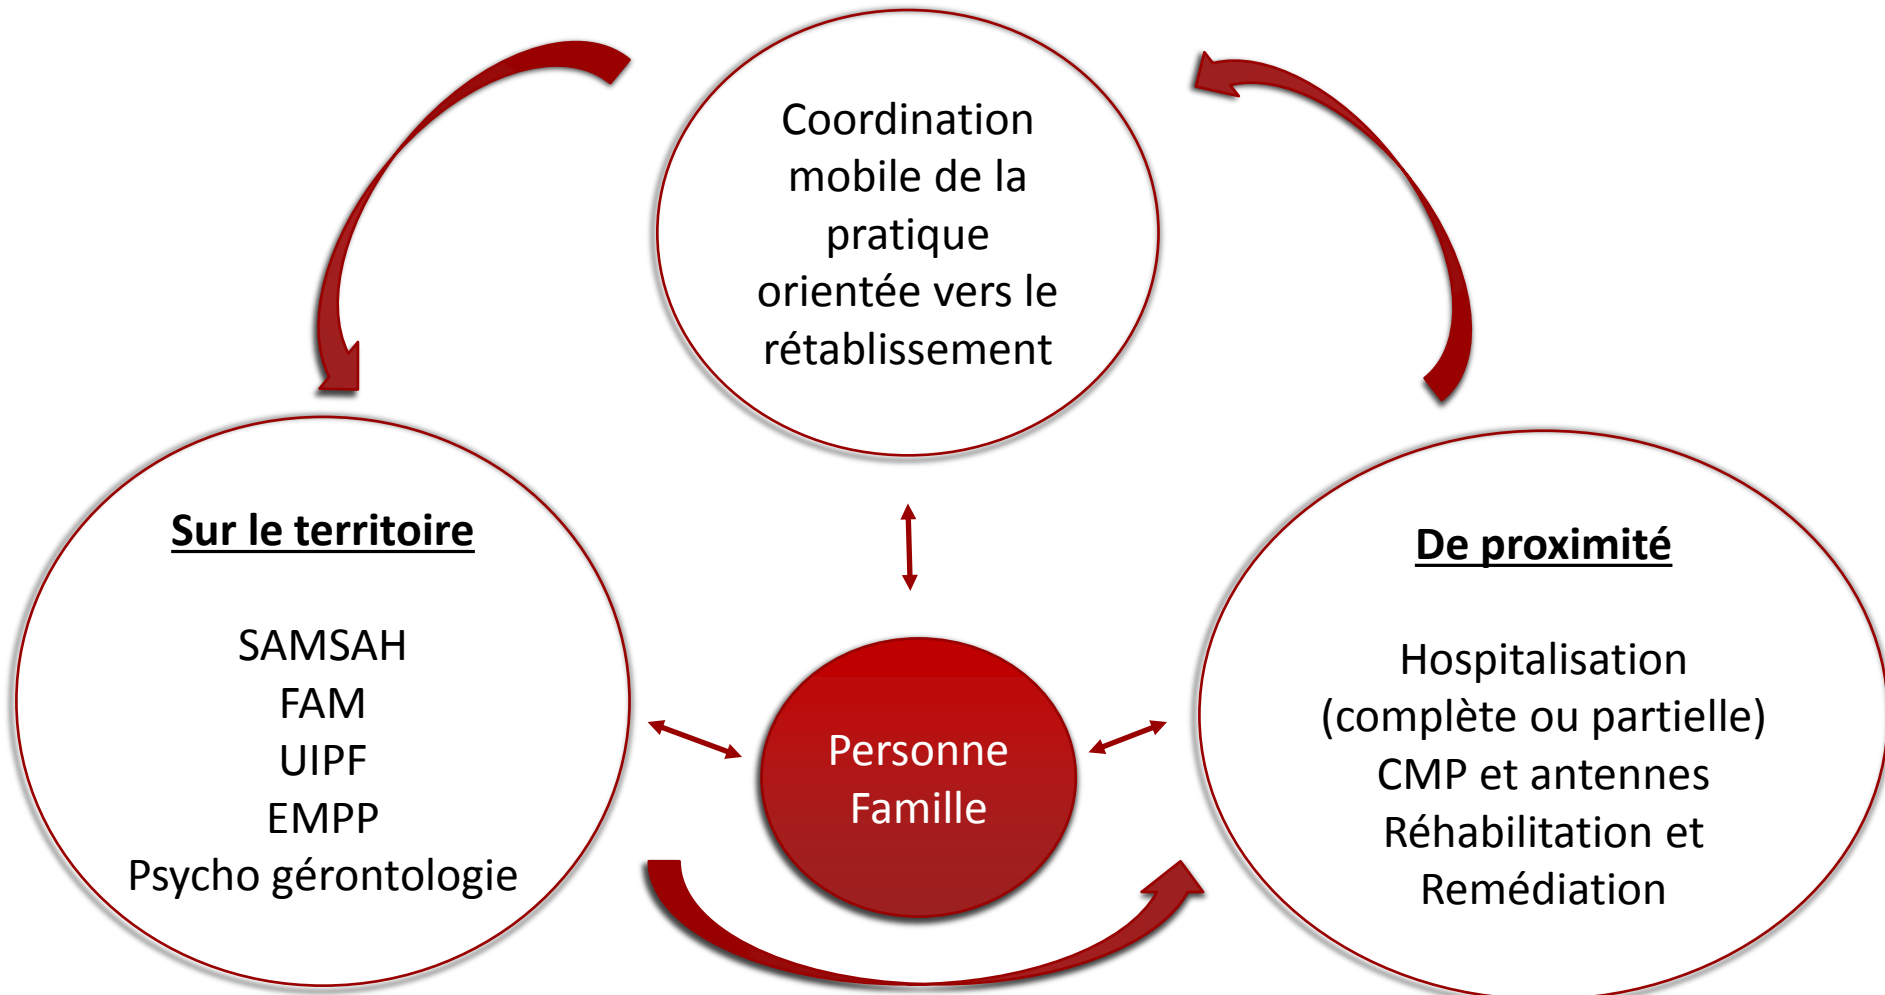 Coordination
mobile de la
pratique
orientée vers le
rétablissement
Sur le territoire
SAMSAH
FAM
UIPF
EMPP
Psycho gérontologie
Personne
Famille
De proximité
Hospitalisation
(complète ou partielle)
CMP et antennes
Réhabilitation et
Remédiation